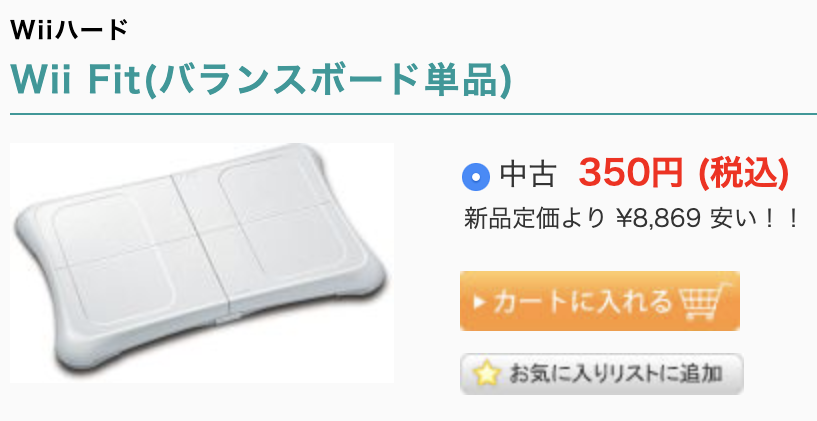 Wiiハード
Wii Fit(バランスボード単品)
中古 350円 (税込)
新品定価より ¥8,869 安い！！
カートに入れる
お気に入りリストに追加